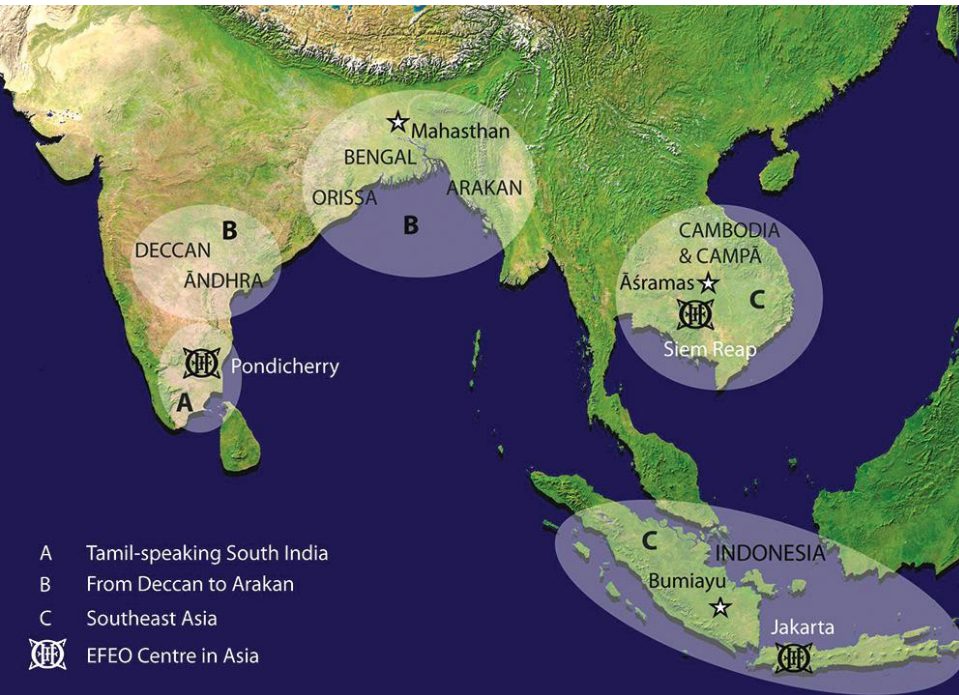 Mahasthan
BENGAL
ORISSA
ARAKAN
B
B
DECCAN
ĀNDHRA
CAMBODIA
& CAMPĀ
Āśramas
C
Siem Reap
Pondicherry
A
C
INDONESIA
Bumiayu
Jakarta
A Tamil-speaking South India
B From Deccan to Arakan
C Southeast Asia
EFEO Centre in Asia